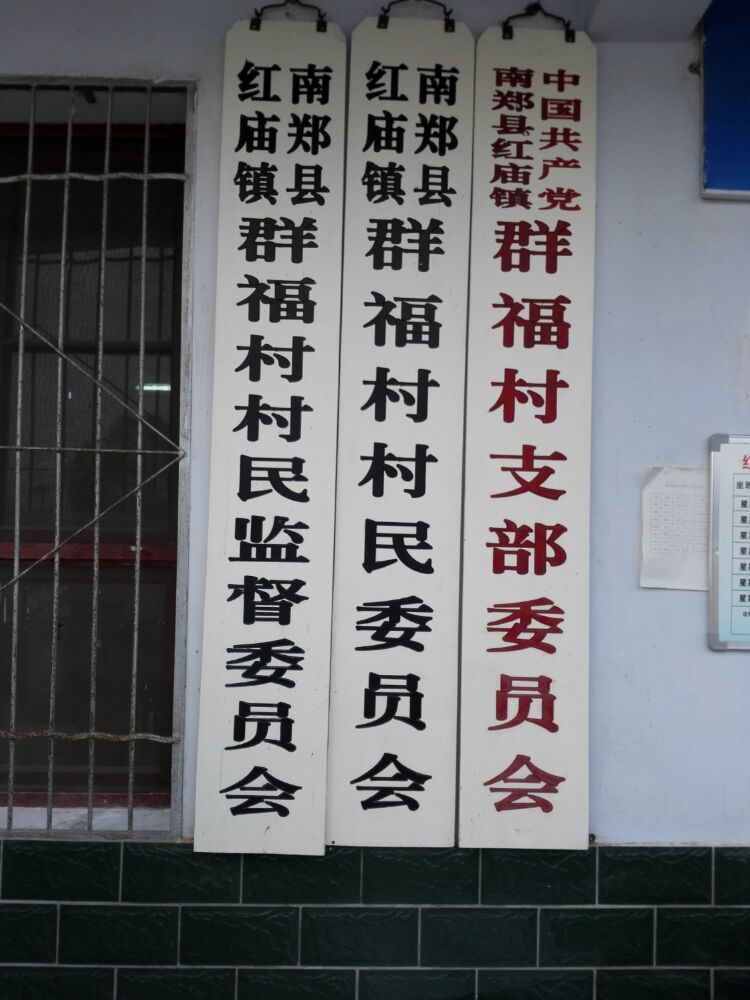 中国共产党
南郑县红庙镇
群福村支部委员会
南郑县
红庙镇
群福村村民委员会
南郑县
红庙镇
群福村村民监督委员会